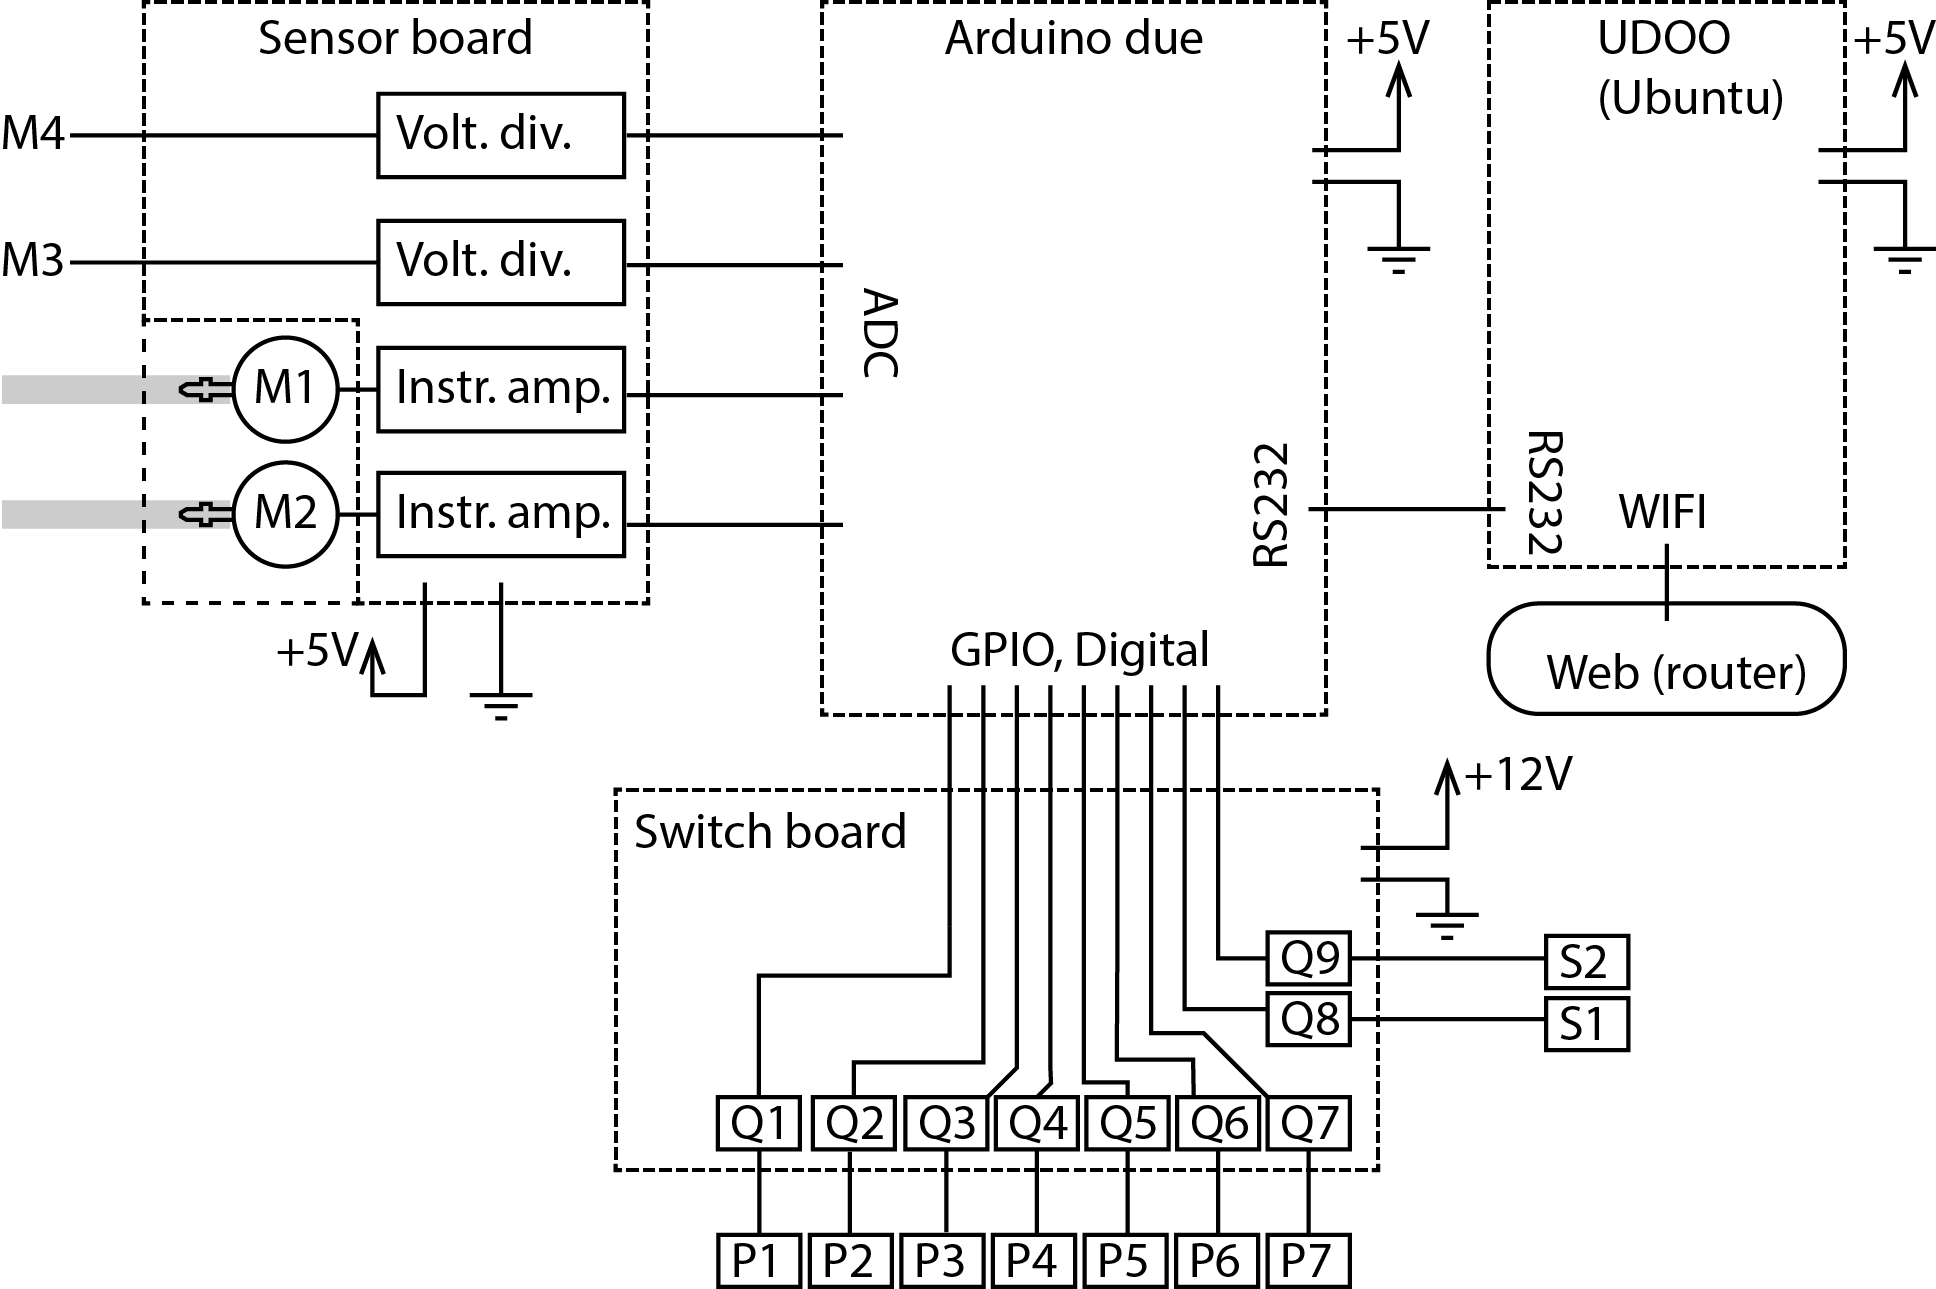 Sensor board
Arduino due
+5V
UDOO
(Ubuntu)
+5V
M4
Volt. div.
M3
Volt. div.
ADC
M1
Instr. amp.
M2
Instr. amp.
RS232
RS232
WIFI
+5V
GPIO, Digital
Web (router)
+12V
Switch board
Q9
S2
Q8
S1
Q1
Q2
Q3
Q4
Q5
Q6
Q7
P1
P2
P3
P4
P5
P6
P7